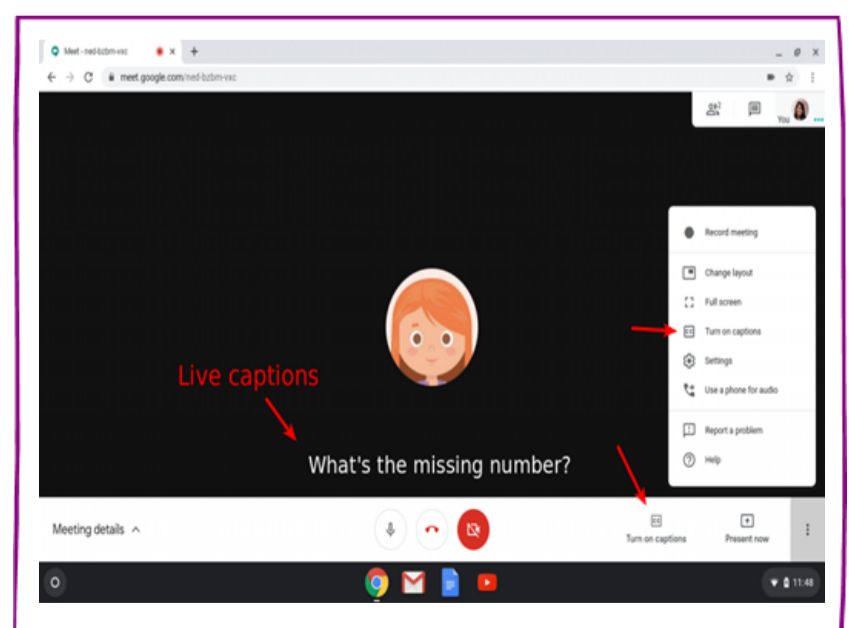 Meet - ned-bzbm-vxc
meet.google.com/ned-bzbm-vxc
2
You
Record meeting
Change layout
Full screen
Turn on captions
Settings
Use a phone for audio
Report a problem
Help
Live captions
What's the missing number?
Meeting details
Turn on captions
Present now
11:48